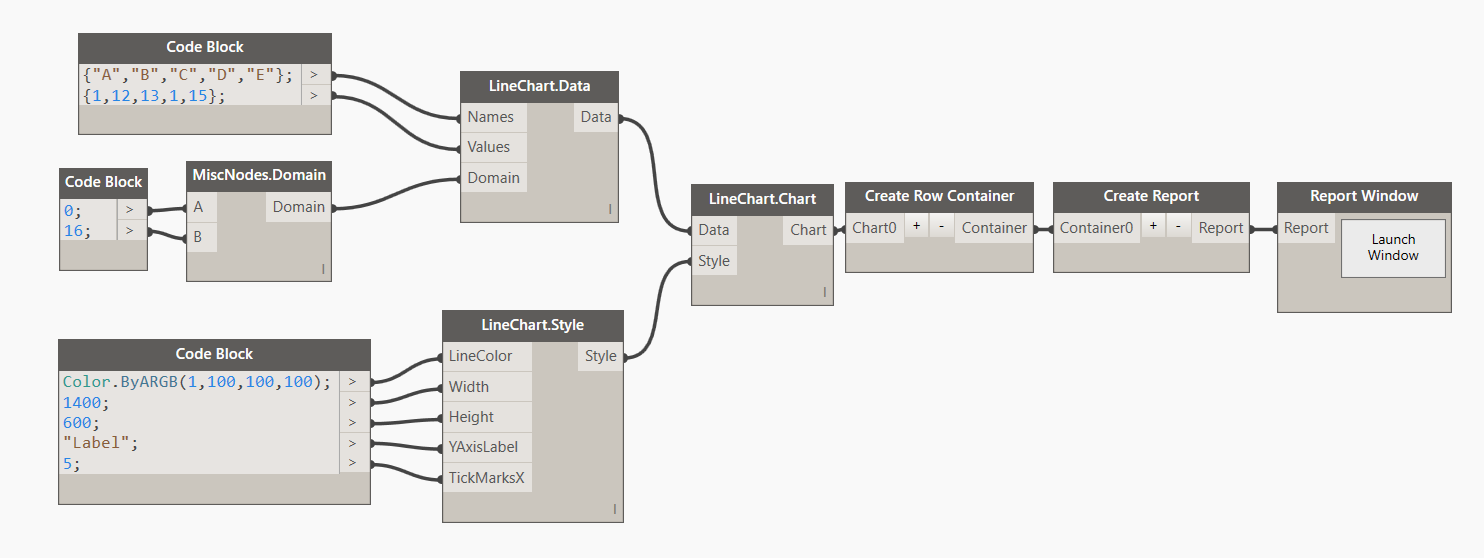 Code Block
{"A","B","C","D","E"}; >
{1,12,13,1,15}; >
LineChart.Data
Names Data
Values
Domain
l
Code Block
0; >
16; >
MiscNodes.Domain
A Domain
B
l
LineChart.Chart
Data Chart
Style
l
Create Row Container
Chart0 + - Container
Create Report
Container0 + - Report
Report Window
Report
Launch
Window
Code Block
Color.ByARGB(1,100,100,100); >
1400; >
600; >
"Label"; >
5; >
LineChart.Style
LineColor Style
Width
Height
YAxisLabel
TickMarksX
l